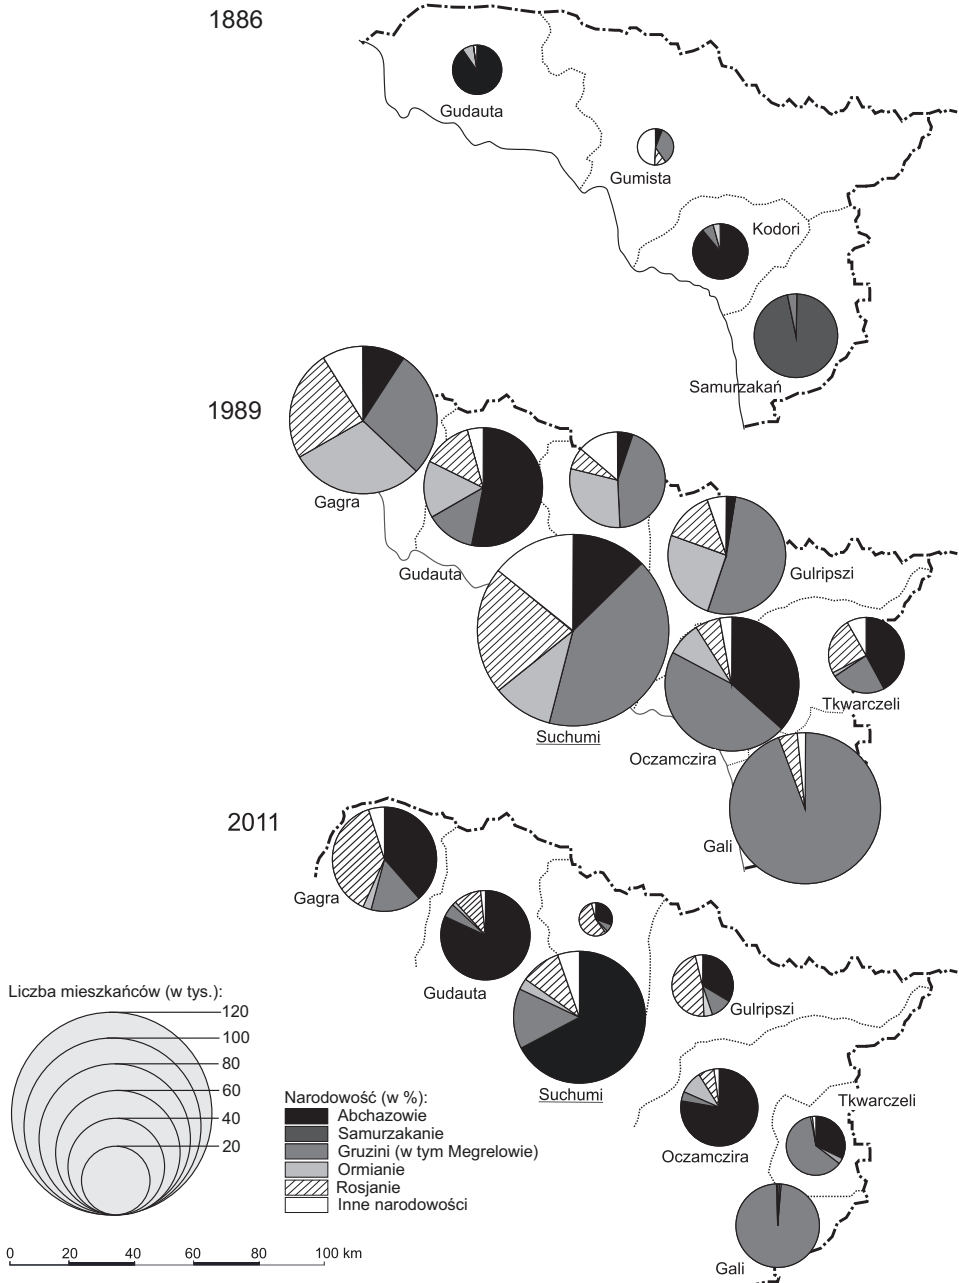 1886
Gudauta
Gumista
Kodori
Samurzakań
1989
Gagra
Gudauta
Gulripszi
Tkwarczeli
Suchumi
Oczamczira
Gali
2011
Gagra
Gudauta
Gulripszi
Suchumi
Tkwarczeli
Oczamczira
Gali
Liczba mieszkańców (w tys.):
120
100
80
60
40
20
Narodowość (w %):
Abchazowie
Samurzakanie
Gruzini (w tym Megrelowie)
Ormianie
Rosjanie
Inne narodowości
0 20 40 60 80 100 km